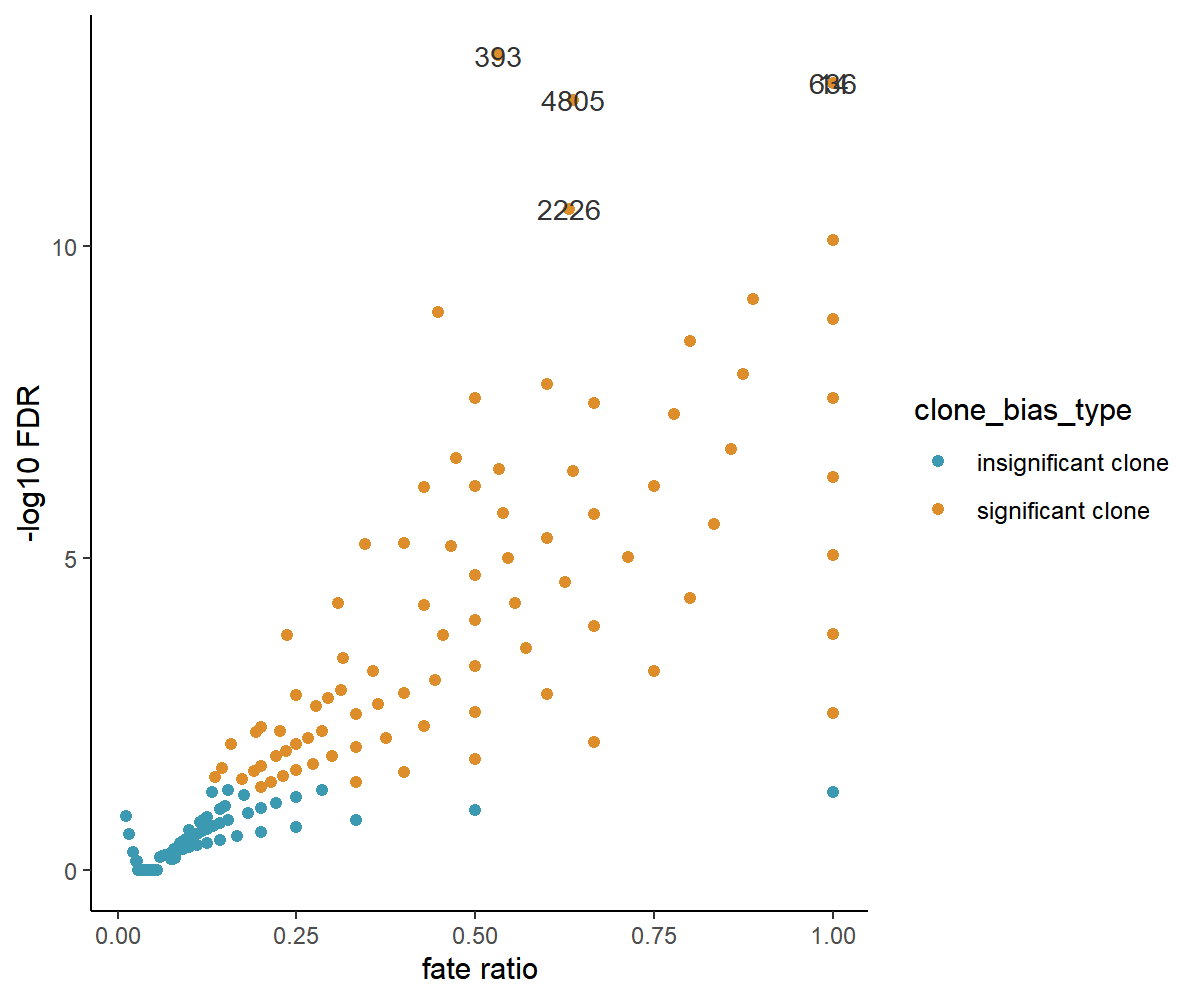 393
4805
2226
10
5
0
-log10 FDR
0.00 0.25 0.50 0.75 1.00
fate ratio
clone_bias_type
insignificant clone
significant clone